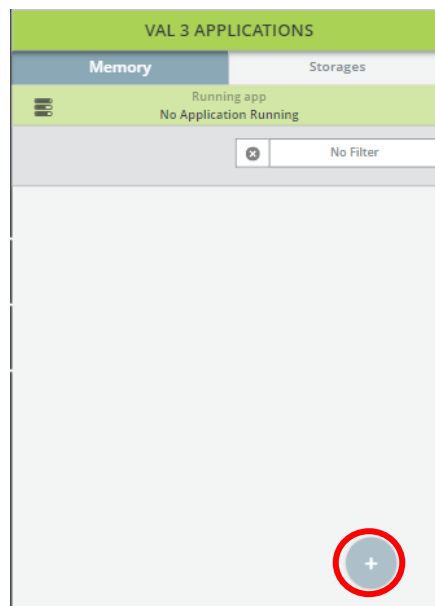 VAL 3 APPLICATIONS
Memory
Storages
Running app
No Application Running
No Filter
+